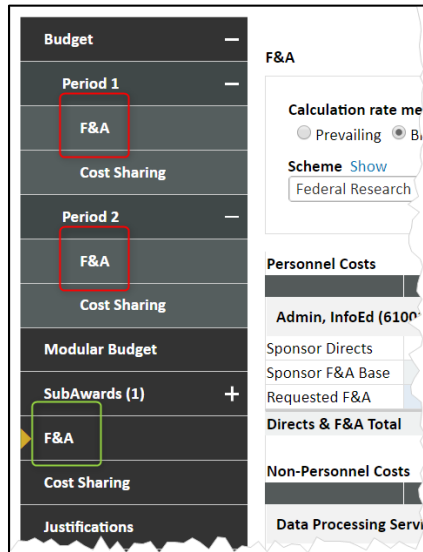 Budget −
Period 1 −
F&A
Cost Sharing
Period 2 −
F&A
Cost Sharing
Modular Budget
SubAwards (1) +
F&A
Cost Sharing
Justifications
F&A
Calculation rate me
Prevailing
Scheme Show
Federal Research
Personnel Costs
Admin, InfoEd (6100
Sponsor Directs
Sponsor F&A Base
Requested F&A
Directs & F&A Total
Non-Personnel Costs
Data Processing Servi